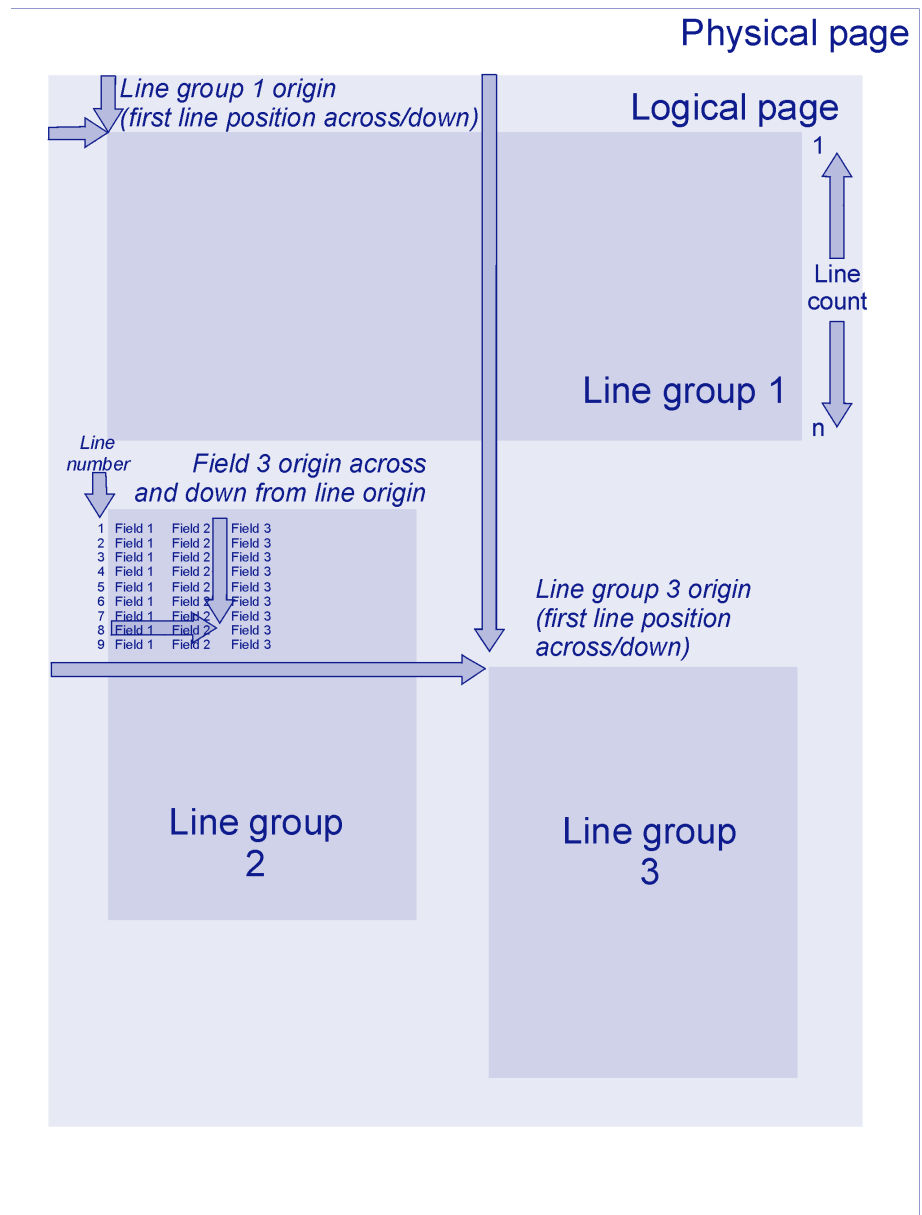 Physical page
Line group 1 origin
(first line position across/down)
Logical page
1
Line
count
n
Line group 1
Line
number
Field 3 origin across
and down from line origin
1 Field 1 Field 2 Field 3
2 Field 1 Field 2 Field 3
3 Field 1 Field 2 Field 3
4 Field 1 Field 2 Field 3
5 Field 1 Field 2 Field 3
6 Field 1 Field 2 Field 3
7 Field 1 Field 2 Field 3
8 Field 1 Field 2 Field 3
9 Field 1 Field 2 Field 3
Line group 3 origin
(first line position
across/down)
Line group
2
Line group
3